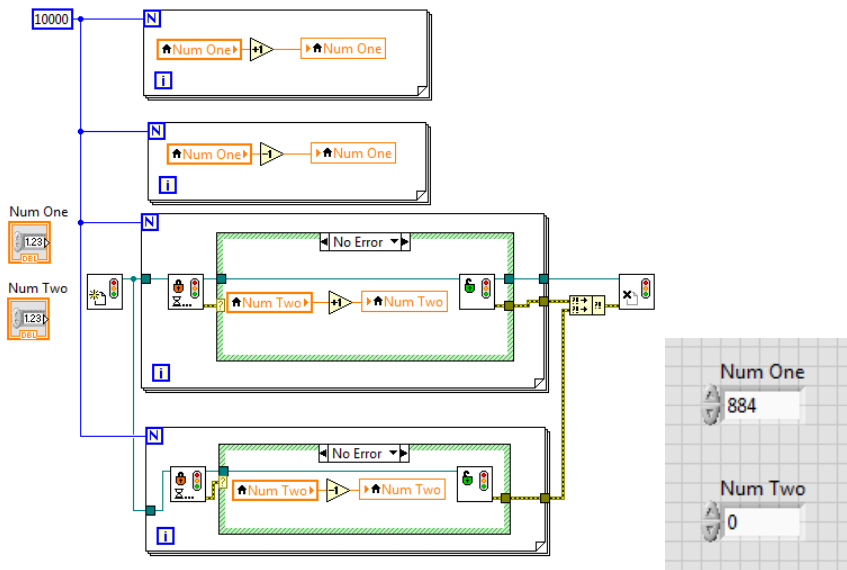 10000
N
Num One +1 Num One
i
N
Num One -1 Num One
i
Num One
1.23
DBL
Num Two
1.23
DBL
N
No Error
?
Num Two +1 Num Two
i
?! ?! ?!
N
No Error
?
Num Two -1 Num Two
i
Num One
884
Num Two
0